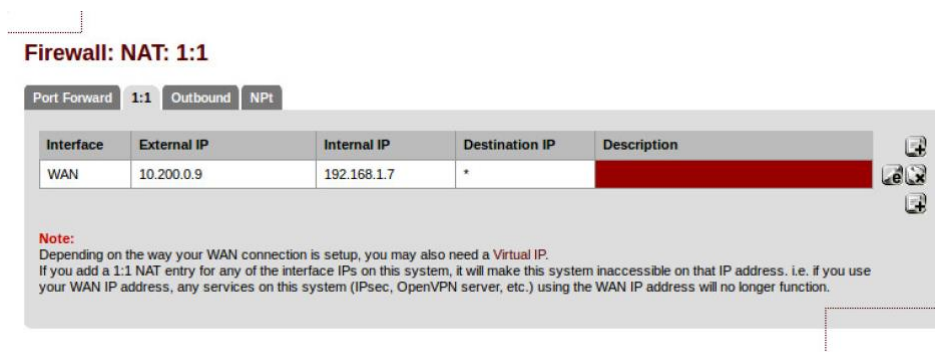 Firewall: NAT: 1:1
Port Forward 1:1 Outbound NPt
Interface External IP Internal IP Destination IP Description
WAN 10.200.0.9 192.168.1.7 *
Note:
Depending on the way your WAN connection is setup, you may also need a Virtual IP.
If you add a 1:1 NAT entry for any of the interface IPs on this system, it will make this system inaccessible on that IP address. i.e. if you use
your WAN IP address, any services on this system (IPsec, OpenVPN server, etc.) using the WAN IP address will no longer function.